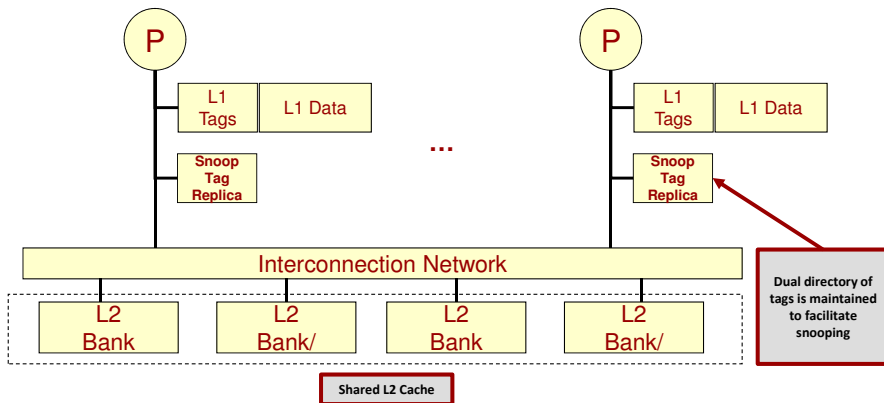 P
P
L1
Tags
L1 Data
L1
Tags
L1 Data
...
Snoop
Tag
Replica
Snoop
Tag
Replica
Interconnection Network
Dual directory of
tags is maintained
to facilitate
snooping
L2
Bank
L2
Bank/
L2
Bank
L2
Bank/
Shared L2 Cache